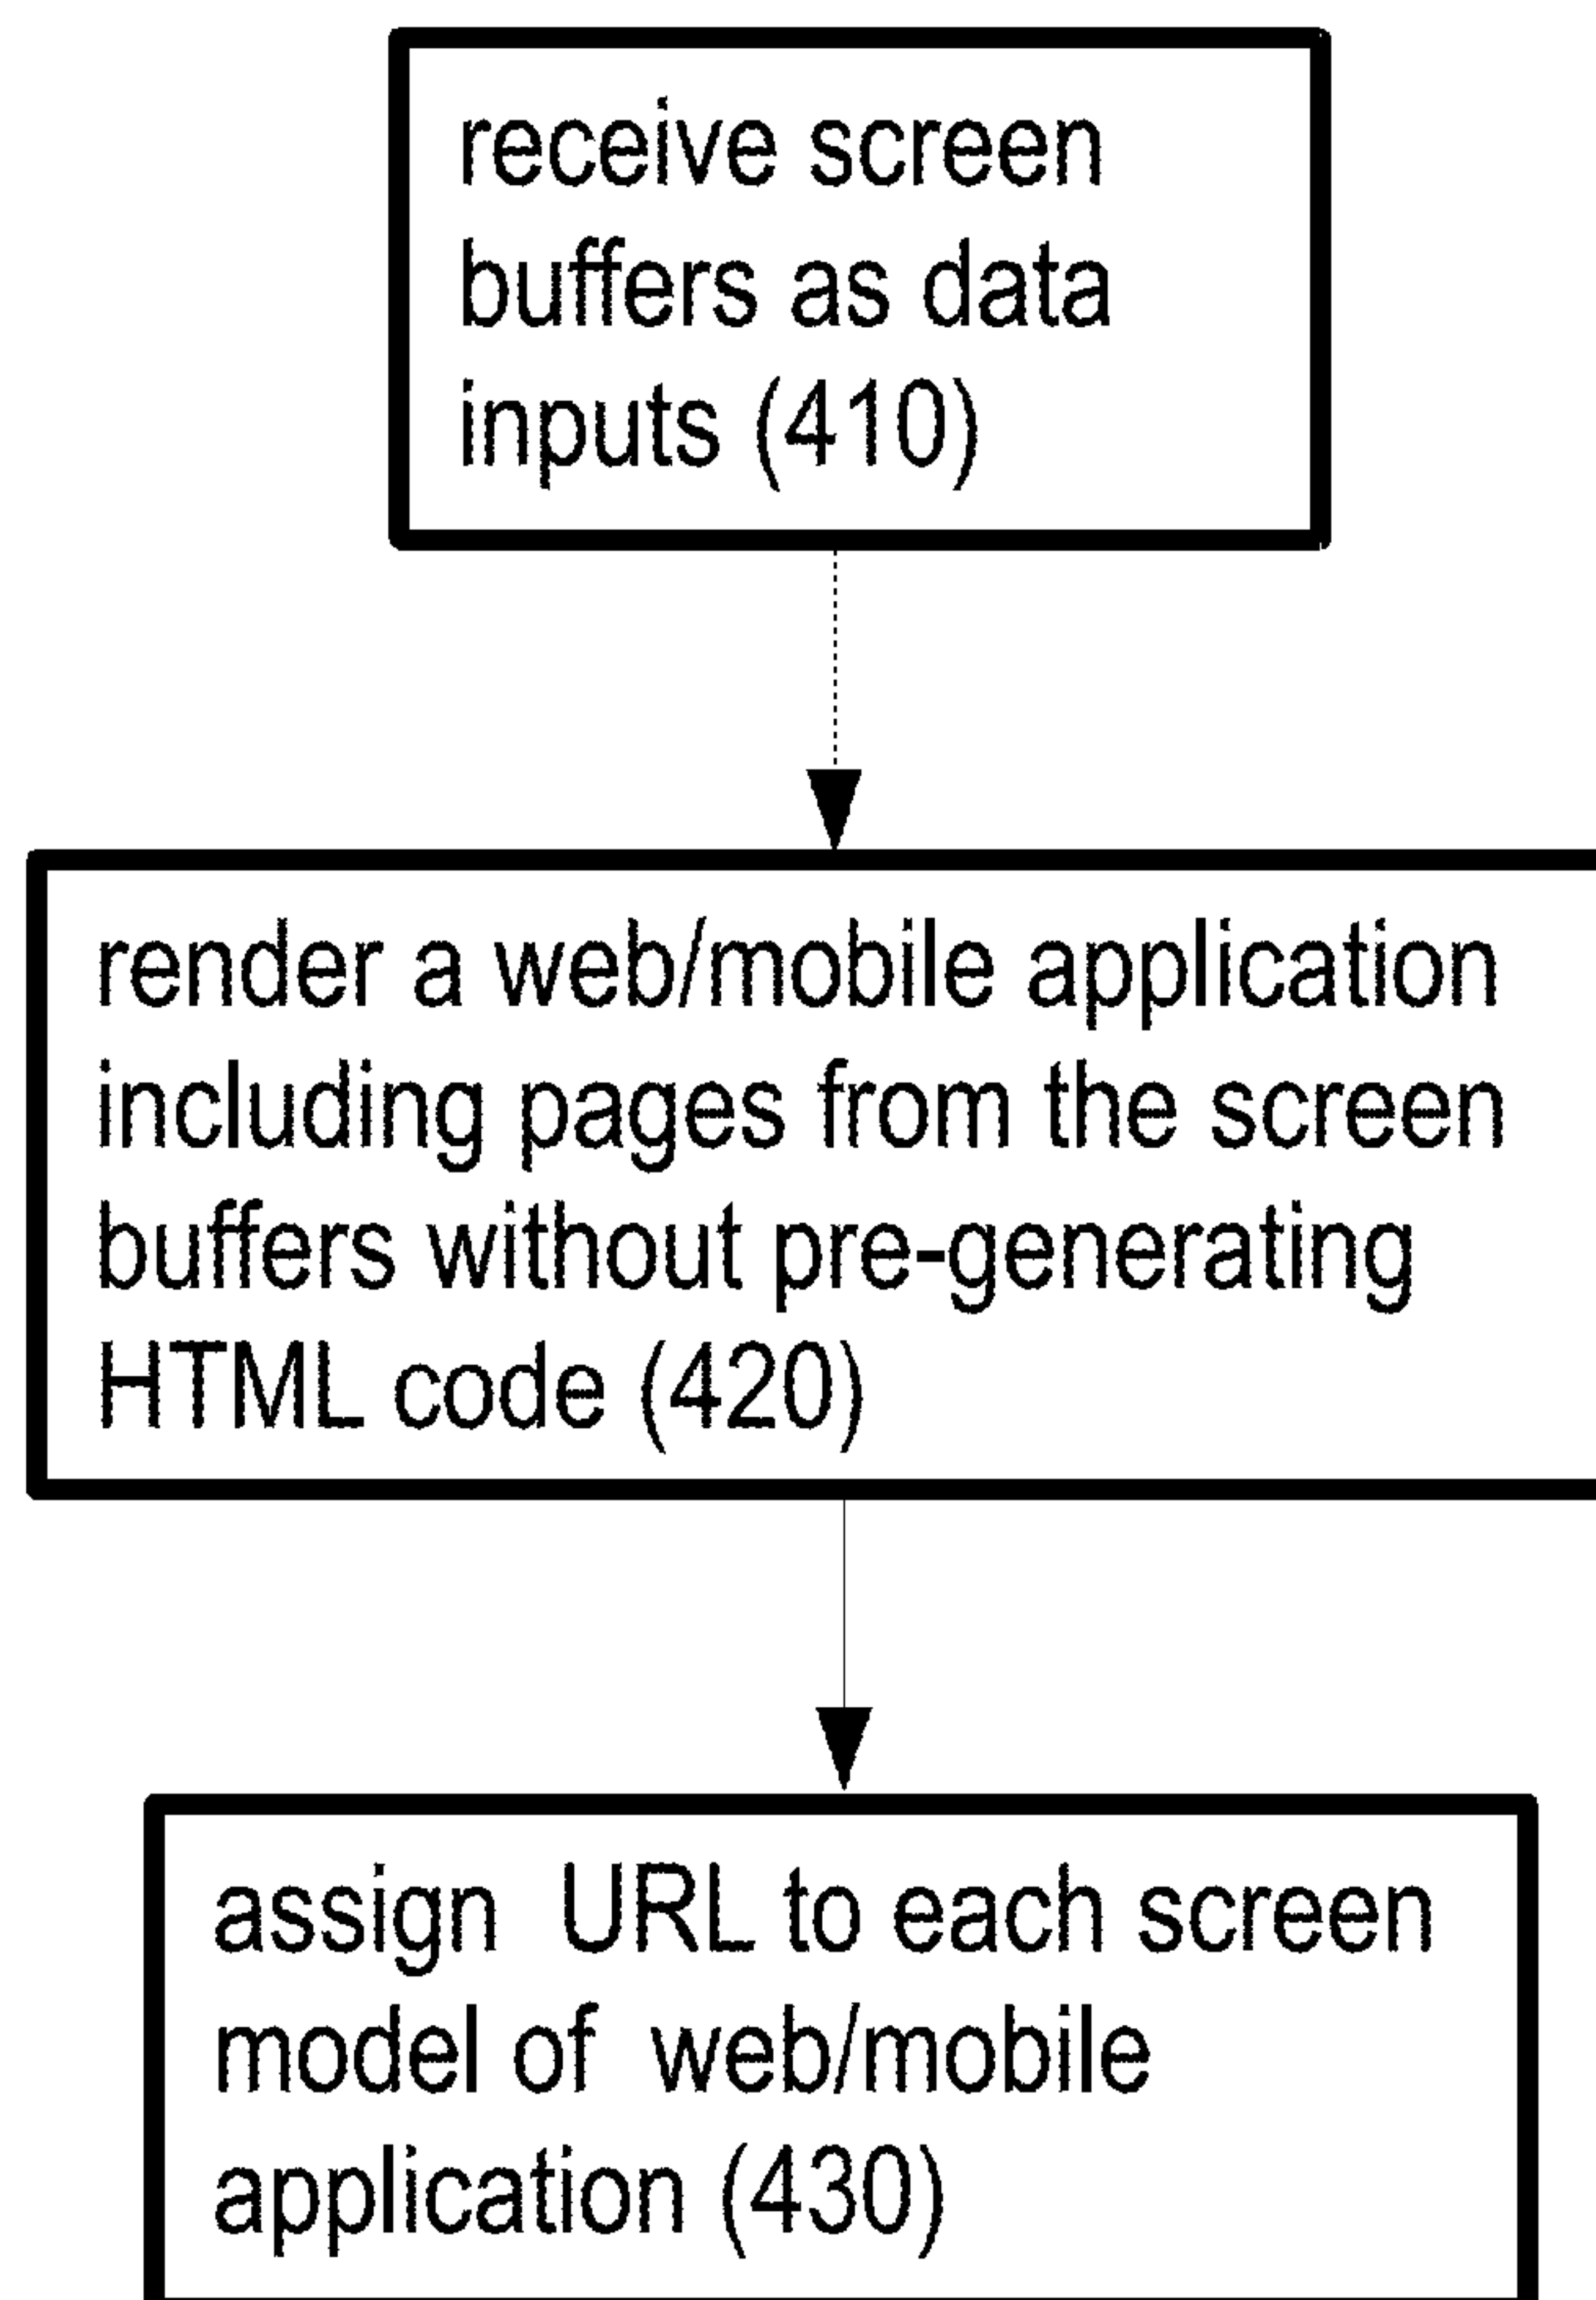 receive screen
buffers as data
inputs (410)
render a web/mobile application
including pages from the screen
buffers without pre-generating
HTML code (420)
assign URL to each screen
model of web/mobile
application (430)